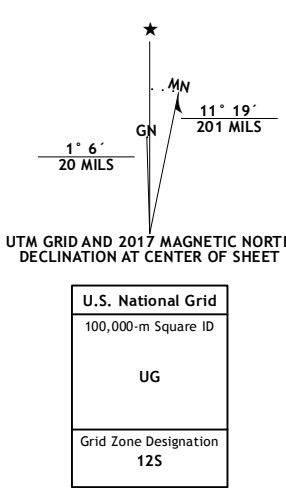 ★
MN
GN
11° 19´
201 MILS
1° 6´
20 MILS
UTM GRID AND 2017 MAGNETIC NORTH
DECLINATION AT CENTER OF SHEET
U.S. National Grid
100,000-m Square ID
UG
Grid Zone Designation
12S